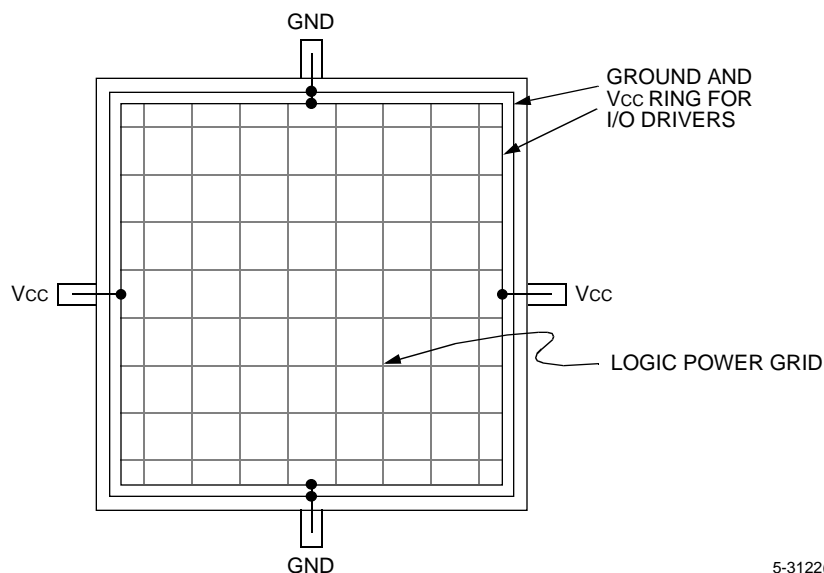 GND
GROUND AND
VCC RING FOR
I/O DRIVERS
VCC
VCC
LOGIC POWER GRID
GND